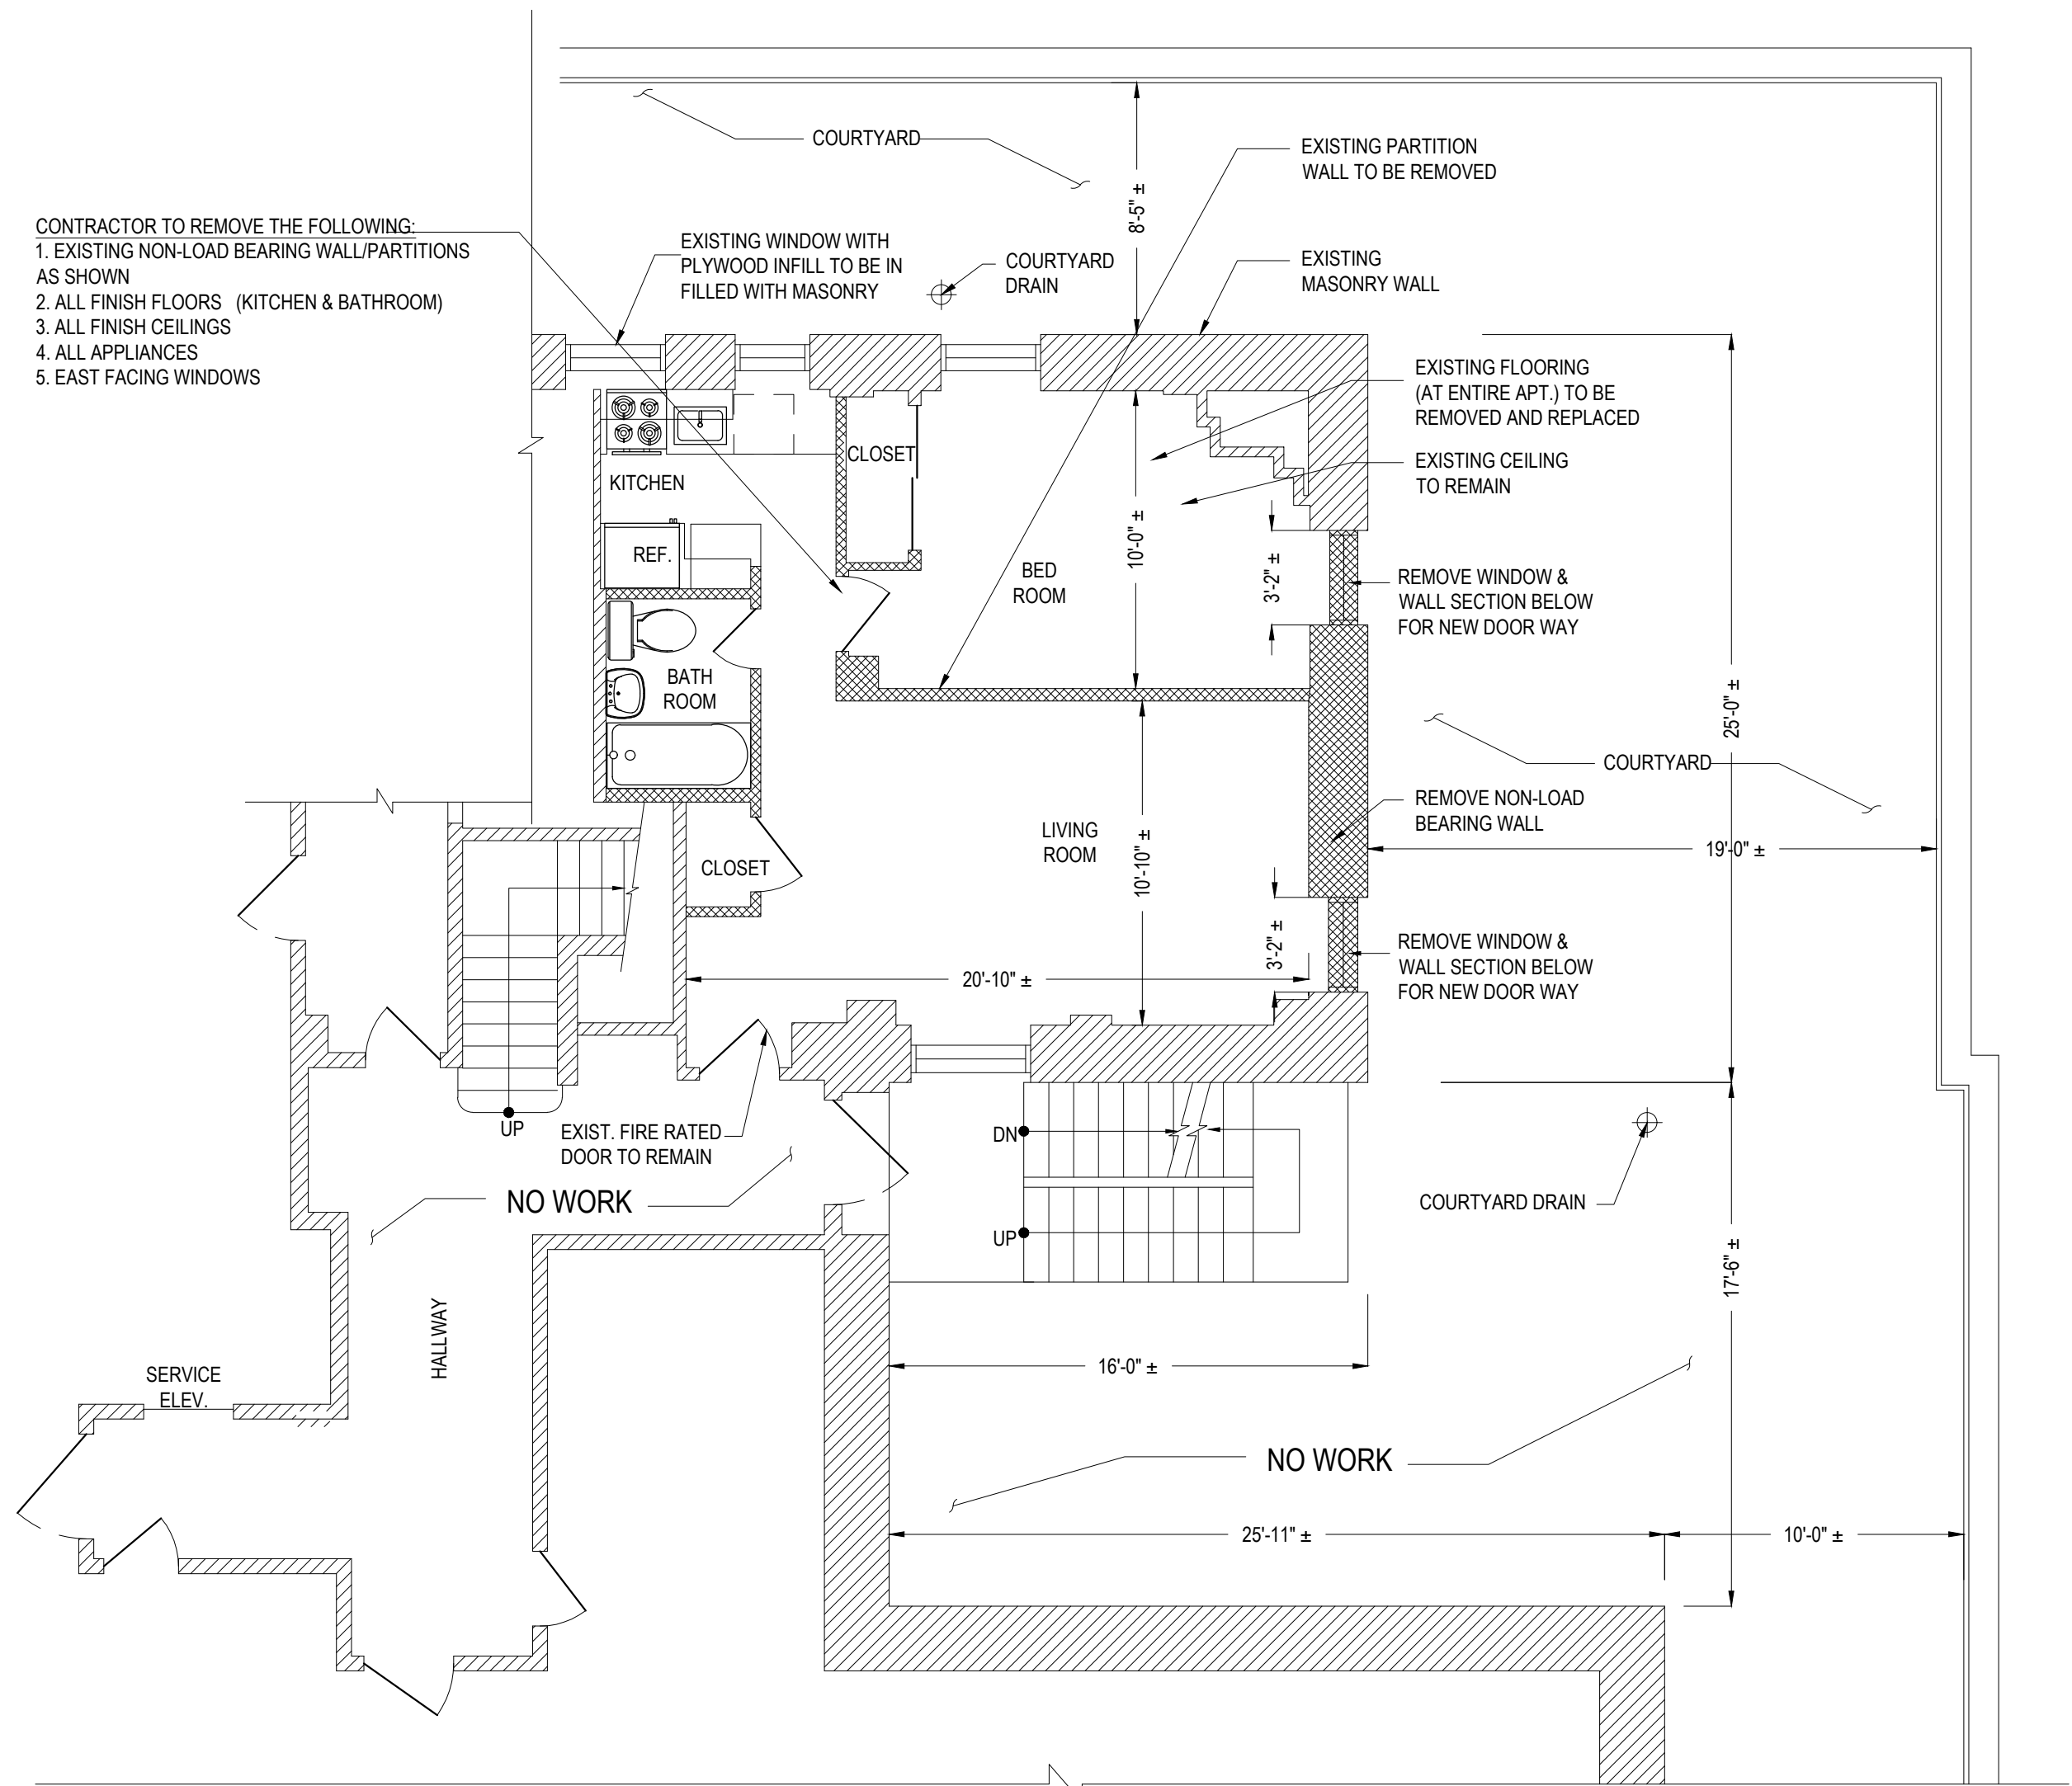 COURTYARD
EXISTING PARTITION
WALL TO BE REMOVED
8'-5" ±
CONTRACTOR TO REMOVE THE FOLLOWING:
1. EXISTING NON-LOAD BEARING WALL/PARTITIONS
AS SHOWN
2. ALL FINISH FLOORS (KITCHEN & BATHROOM)
3. ALL FINISH CEILINGS
4. ALL APPLIANCES
5. EAST FACING WINDOWS
EXISTING WINDOW WITH
PLYWOOD INFILL TO BE IN
FILLED WITH MASONRY
COURTYARD
DRAIN
EXISTING
MASONRY WALL
EXISTING FLOORING
(AT ENTIRE APT.) TO BE
REMOVED AND REPLACED
CLOSET
EXISTING CEILING
TO REMAIN
KITCHEN
10'-0" ±
REF.
BED
ROOM
3'-2" ±
REMOVE WINDOW &
WALL SECTION BELOW
FOR NEW DOOR WAY
BATH
ROOM
25'-0" ±
COURTYARD
REMOVE NON-LOAD
BEARING WALL
LIVING
ROOM
10'-10" ±
19'-0" ±
CLOSET
3'-2" ±
REMOVE WINDOW &
WALL SECTION BELOW
FOR NEW DOOR WAY
20'-10" ±
UP
EXIST. FIRE RATED
DOOR TO REMAIN
DN
NO WORK
COURTYARD DRAIN
UP
17'-6" ±
HALLWAY
SERVICE
ELEV.
16'-0" ±
NO WORK
25'-11" ±
10'-0" ±